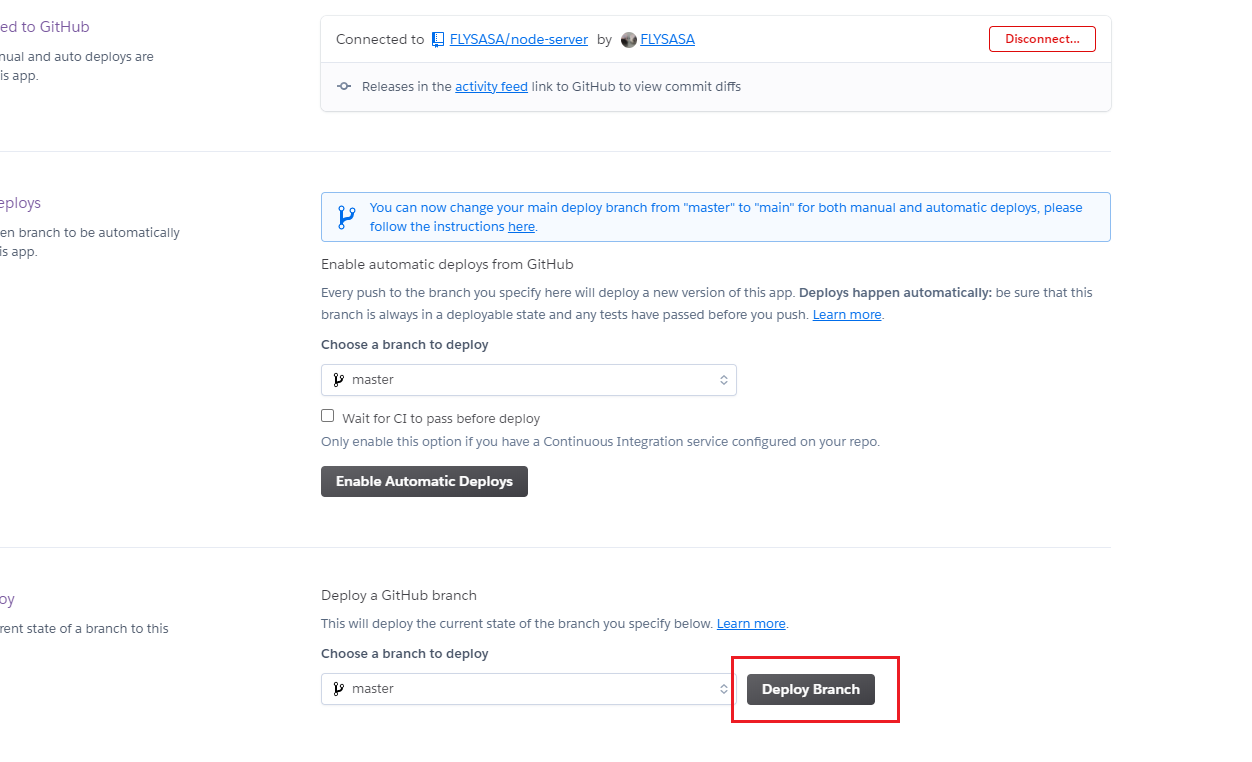 ed to GitHub
nual and auto deploys are
is app.
Connected to FLYSASA/node-server by FLYSASA
Disconnect...
Releases in the activity feed link to GitHub to view commit diffs
eploys
en branch to be automatically
is app.
You can now change your main deploy branch from "master" to "main" for both manual and automatic deploys, please
follow the instructions here.
Enable automatic deploys from GitHub
Every push to the branch you specify here will deploy a new version of this app. Deploys happen automatically: be sure that this
branch is always in a deployable state and any tests have passed before you push. Learn more.
Choose a branch to deploy
master
Wait for CI to pass before deploy
Only enable this option if you have a Continuous Integration service configured on your repo.
Enable Automatic Deploys
oy
rent state of a branch to this
Deploy a GitHub branch
This will deploy the current state of the branch you specify below. Learn more.
Choose a branch to deploy
master
Deploy Branch